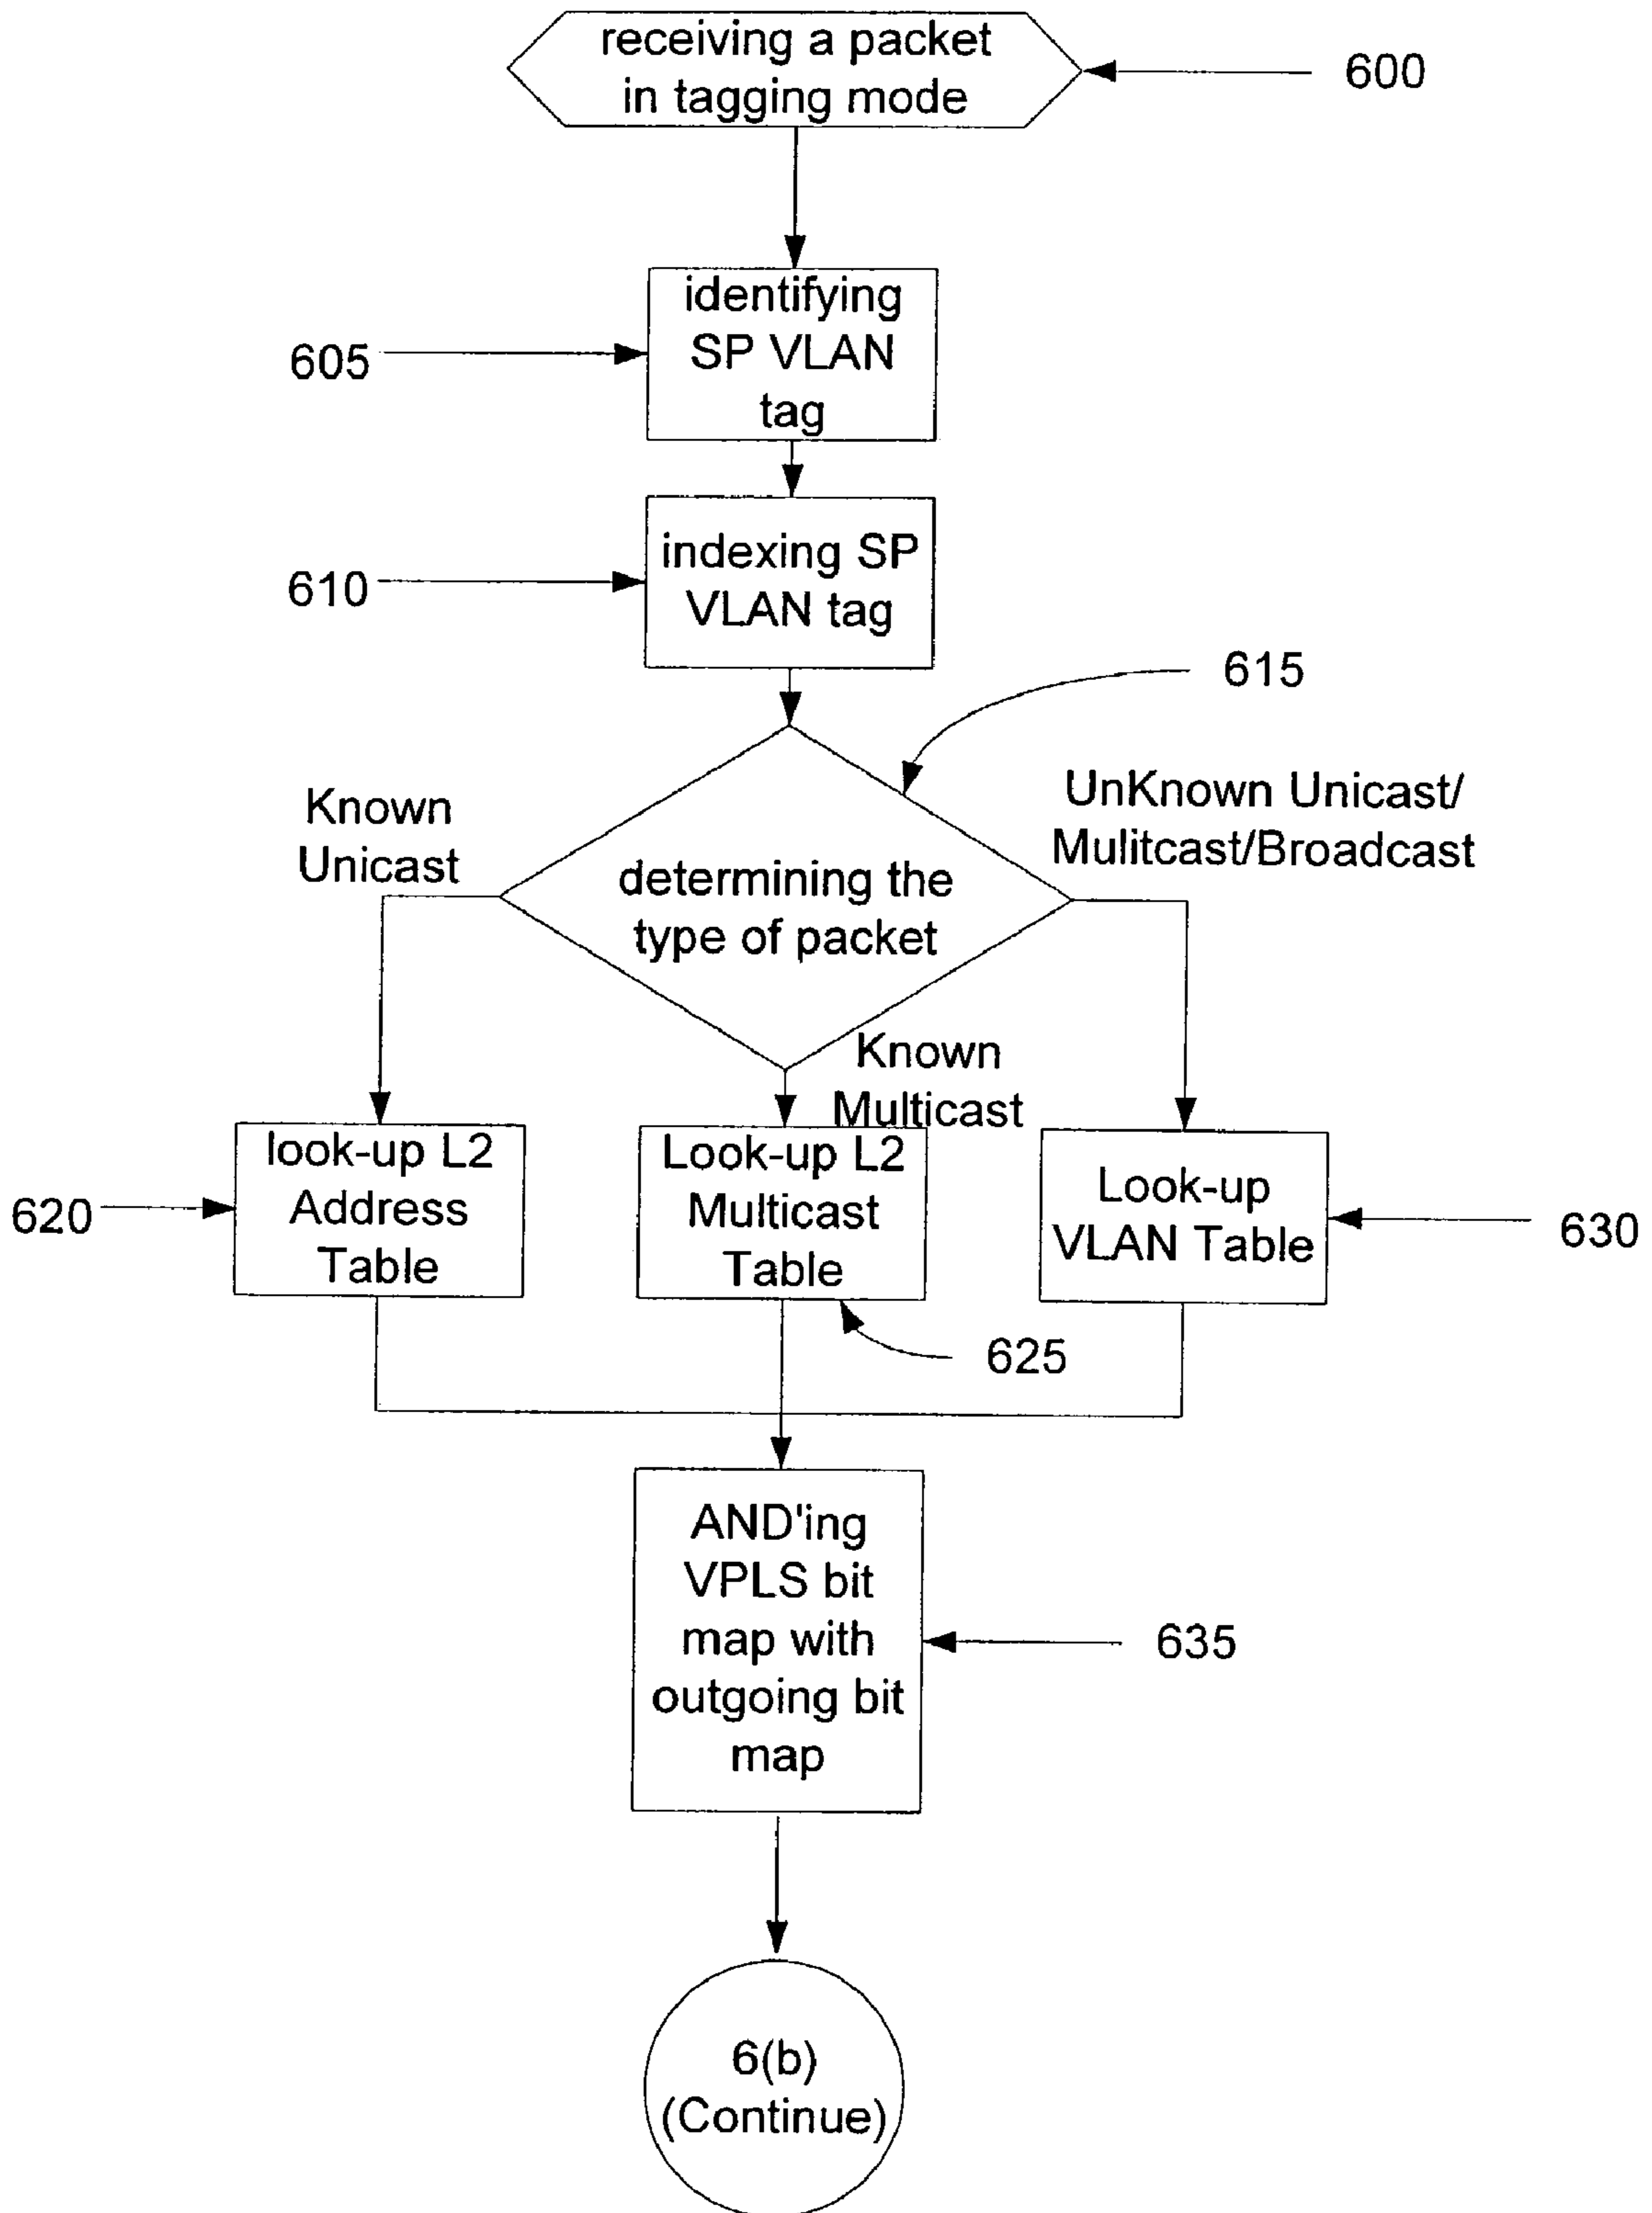 receiving a packet
in tagging mode
600
identifying
SP VLAN
tag
605
indexing SP
VLAN tag
610
615
Known
Unicast
UnKnown Unicast/
Mulitcast/Broadcast
determining the
type of packet
Known
Multicast
look-up L2
Address
Table
620
Look-up L2
Multicast
Table
625
Look-up
VLAN Table
630
AND'ing
VPLS bit
map with
outgoing bit
map
635
6(b)
(Continue)